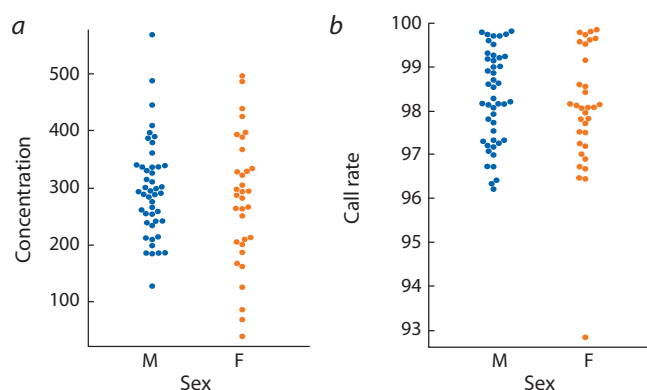 a
Concentration
500
400
300
200
100
M F
Sex
b
Call rate
100
99
98
97
96
95
94
93
M F
Sex